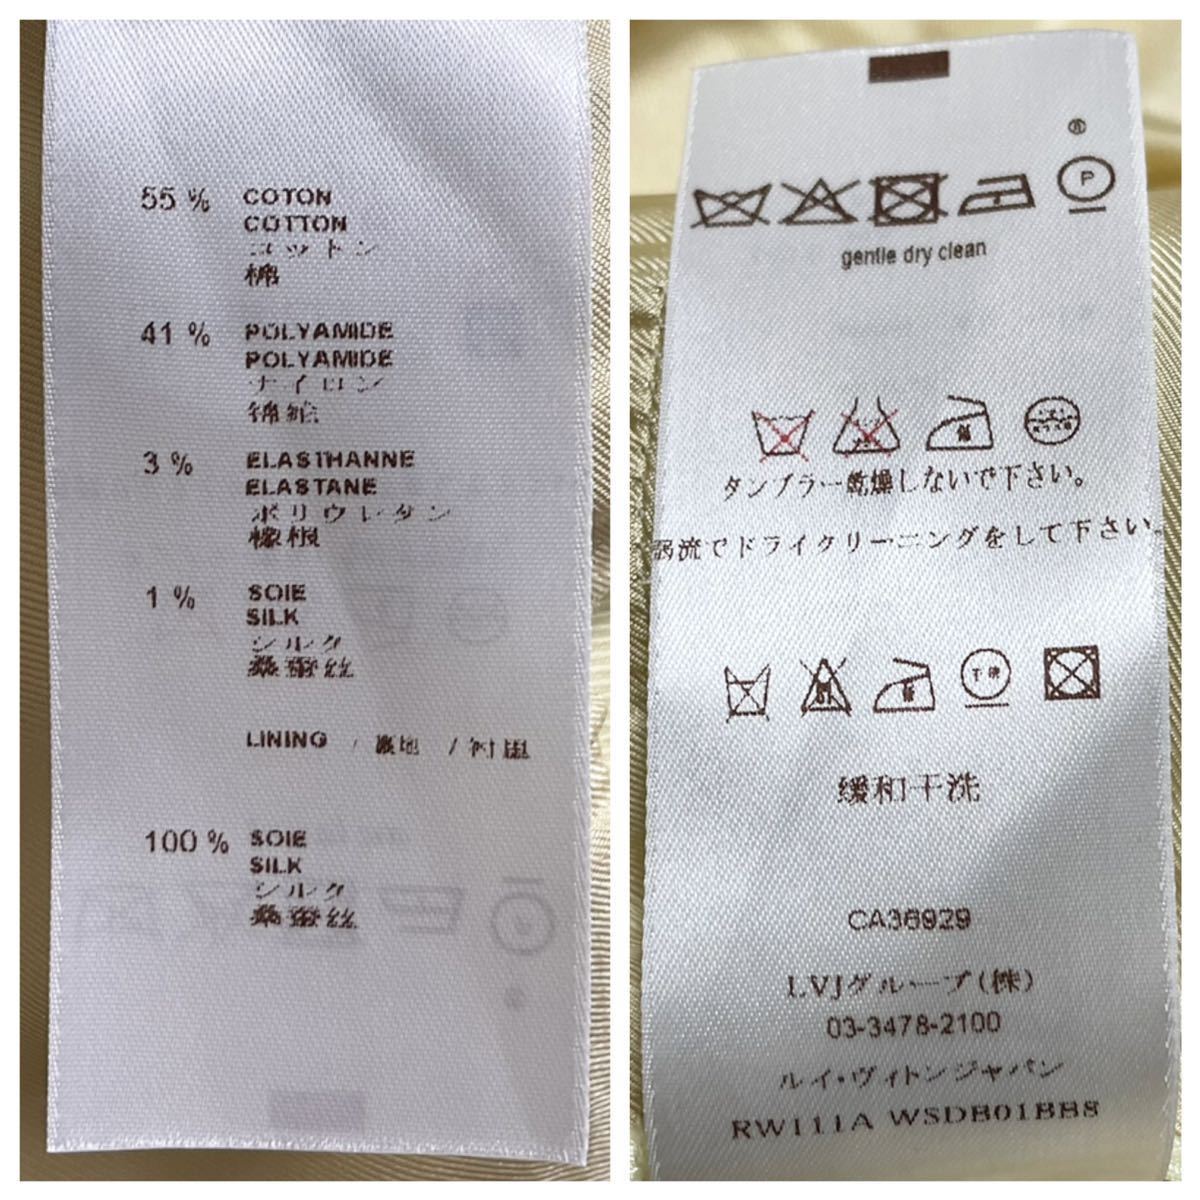 55 % COTON
COTTON
コットン
棉
41 % POLYAMIDE
POLYAMIDE
ナイロン
锦纶
3 % ELASTHANNE
ELASTANE
ポリウレタン
1 % SOIE
SILK
シルク
桑蚕丝
LINING / 裏地 / 衬里
100 % SOIE
SILK
シルク
桑蚕丝
®
P
gentle dry clean
タンブラー乾燥しないで下さい。
弱流でドライクリーニングをして下さい。
缓和干洗
CA36929
LVJグループ(株)
03-3478-2100
ルイ・ヴィトンジャパン
RW111A WSDB01BB8